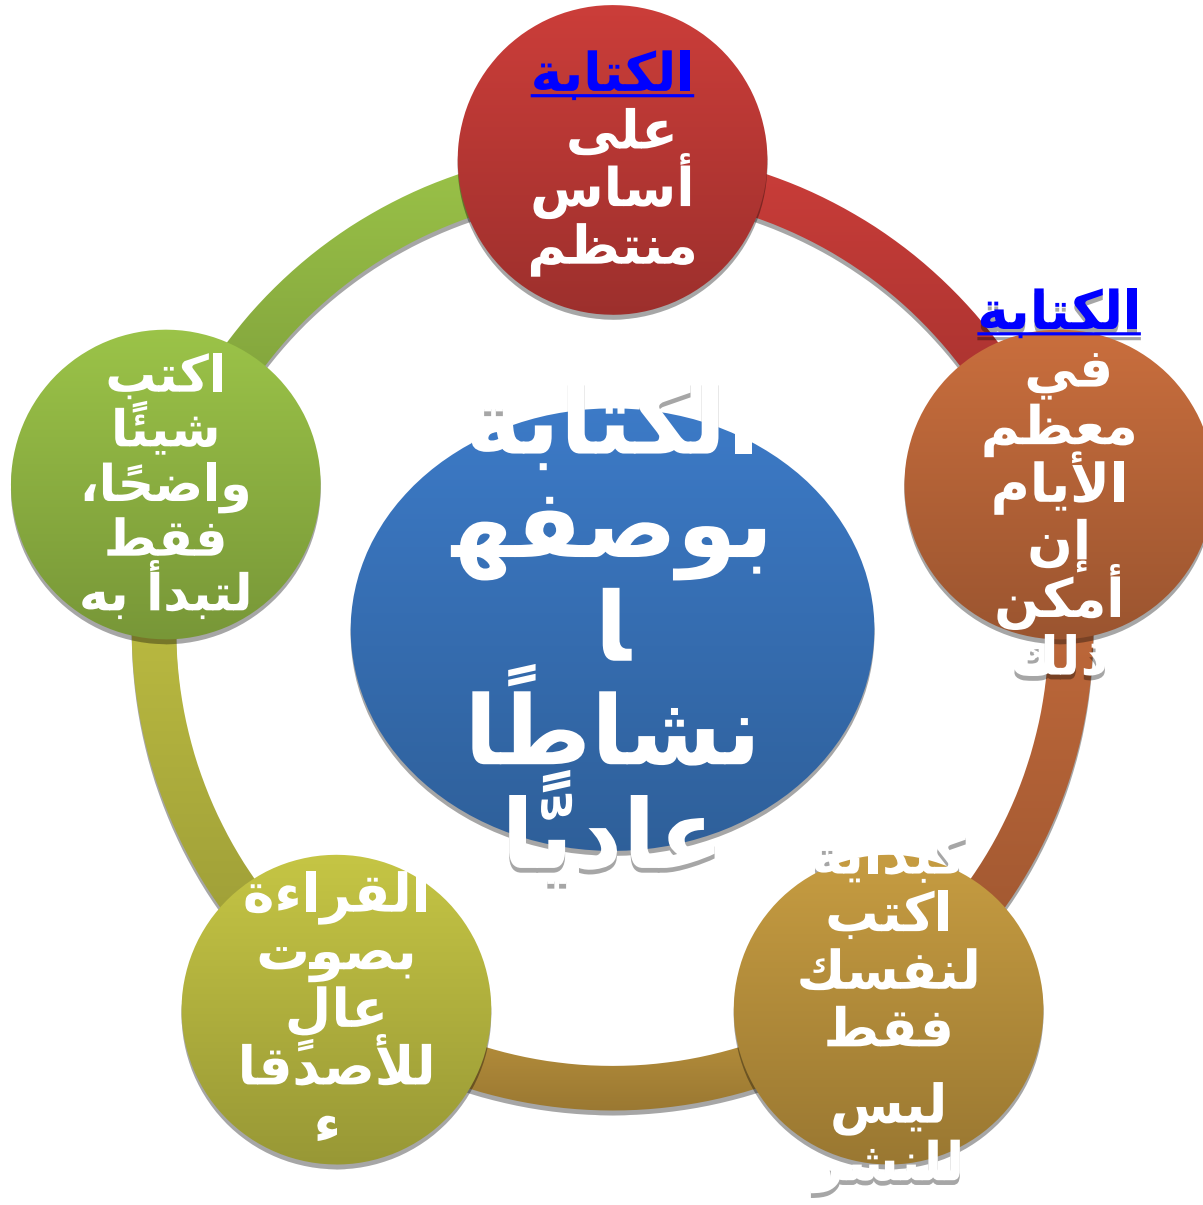 الكتابة
على
أساس
منتظم
الكتابة
في
معظم
الأيام
إن
أمكن
ذلك
كبداية
اكتب
لنفسك
فقط
ليس
للنشر
القراءة
بصوت
عالٍ
للأصدقا
ء
اكتب
شيئًا
واضحًا،
فقط
لتبدأ به
الكتابة
بوصفه
ا
نشاطًا
عاديًّا